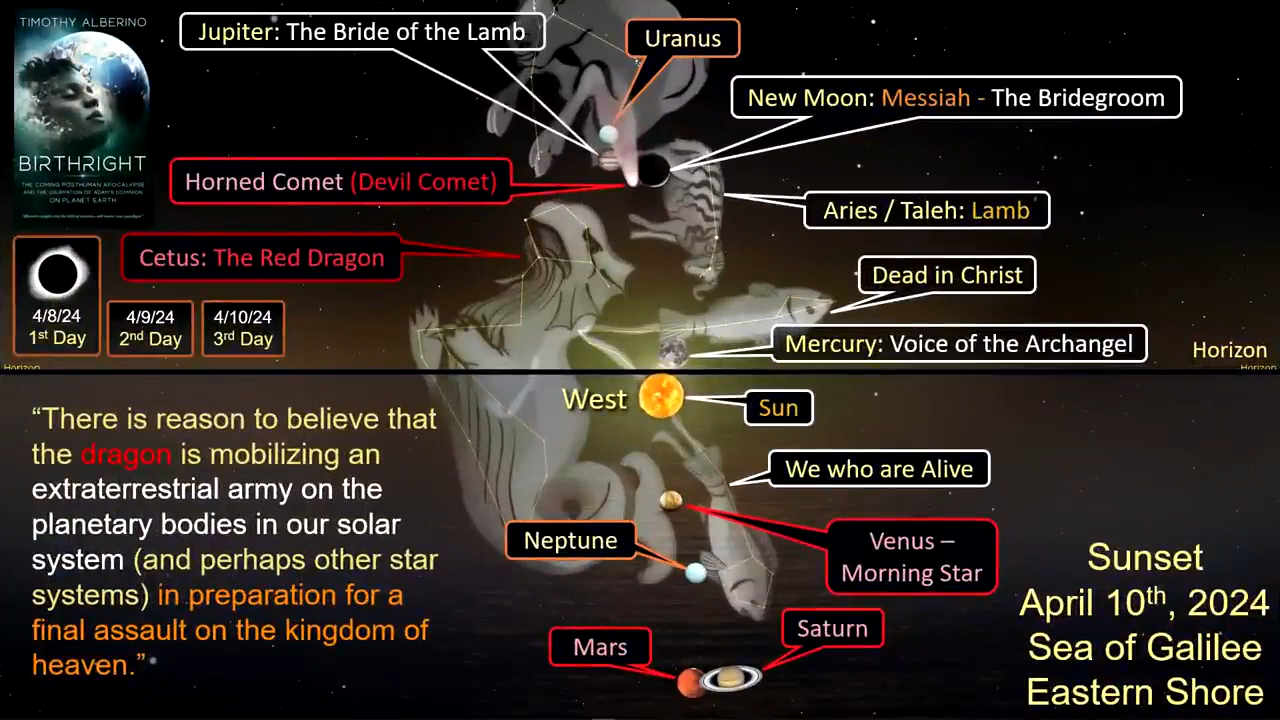 TIMOTHY ALBERINO
BIRTHRIGHT
THE COMING POSTHUMAN APOCALYPSE
AND THE USURPATION OF ADAM'S DOMINION
ON PLANET EARTH
Jupiter: The Bride of the Lamb
Uranus
New Moon: Messiah - The Bridegroom
Horned Comet (Devil Comet)
Aries / Taleh: Lamb
Cetus: The Red Dragon
Dead in Christ
4/8/24
1st Day
4/9/24
2nd Day
4/10/24
3rd Day
Mercury: Voice of the Archangel
Horizon
Horizon
Horizon
West
Sun
“There is reason to believe that
the dragon is mobilizing an
extraterrestrial army on the
planetary bodies in our solar
system (and perhaps other star
systems) in preparation for a
final assault on the kingdom of
heaven.”
We who are Alive
Neptune
Venus –
Morning Star
Mars
Saturn
Sunset
April 10th, 2024
Sea of Galilee
Eastern Shore